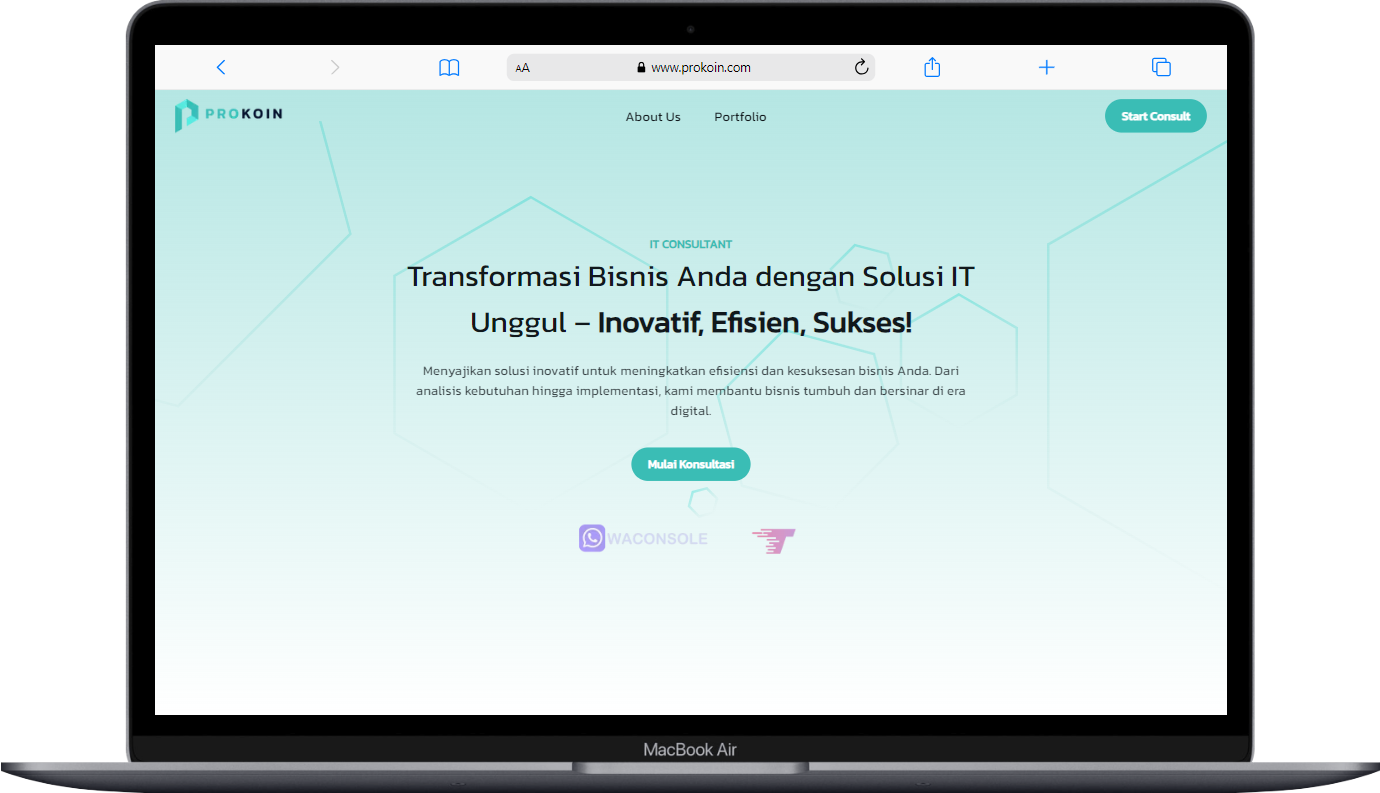 AA www.prokoin.com
PROKOIN
About Us Portfolio
Start Consult
IT CONSULTANT
Transformasi Bisnis Anda dengan Solusi IT
Unggul – Inovatif, Efisien, Sukses!
Menyajikan solusi inovatif untuk meningkatkan efisiensi dan kesuksesan bisnis Anda. Dari
analisis kebutuhan hingga implementasi, kami membantu bisnis tumbuh dan bersinar di era
digital.
Mulai Konsultasi
WACONSOLE
MacBook Air